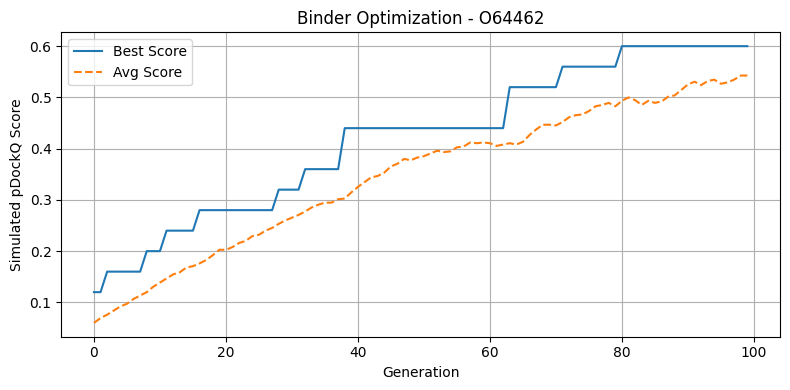 Binder Optimization - O64462
Best Score
Avg Score
Simulated pDockQ Score
0.6
0.5
0.4
0.3
0.2
0.1
0 20 40 60 80 100
Generation